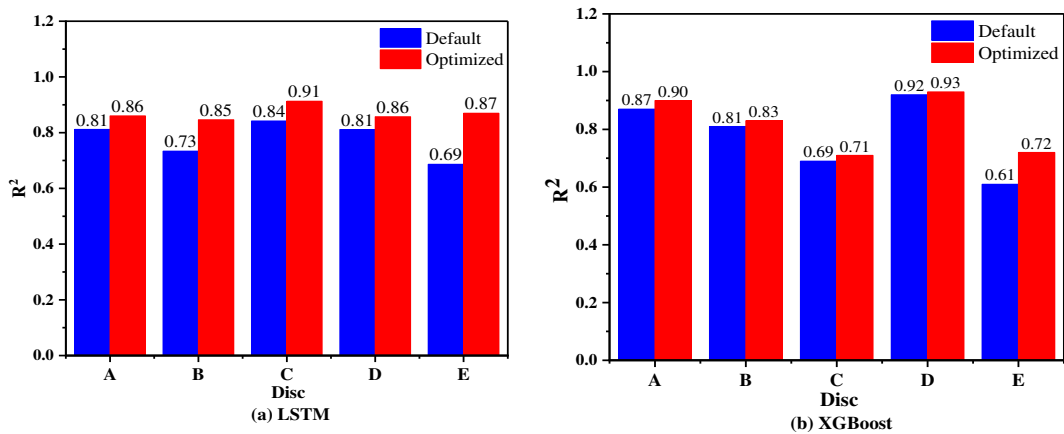 1.2
1.0
0.8
0.6
0.4
0.2
0.0
R²
Default
Optimized
0.81
0.86
0.73
0.85
0.84
0.91
0.81
0.86
0.69
0.87
A
B
C
D
E
Disc
(a) LSTM
1.2
1.0
0.8
0.6
0.4
0.2
0.0
R²
Default
Optimized
0.87
0.90
0.81
0.83
0.69
0.71
0.92
0.93
0.61
0.72
A
B
C
D
E
Disc
(b) XGBoost